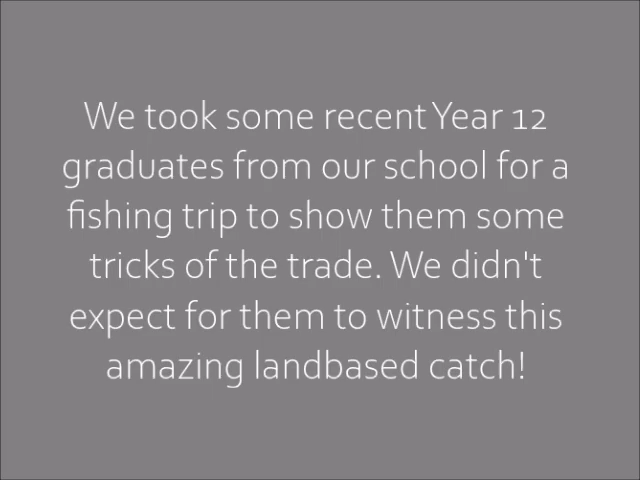 We took some recent Year 12
graduates from our school for a
fishing trip to show them some
tricks of the trade. We didn't
expect for them to witness this
amazing landbased catch!